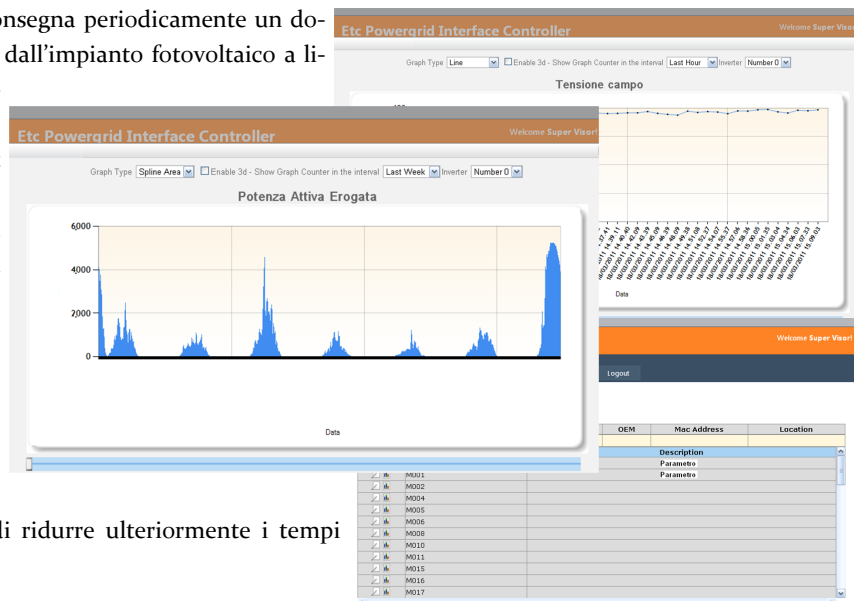 onsegna periodicamente un do-
dall'impianto fotovoltaico a li-
Etc Powergrid Interface Controller
Welcome Super Visor!
Graph Type Line Enable 3d - Show Graph Counter in the interval Last Hour Inverter Number 0
Tensione campo
Data
Etc Powergrid Interface Controller
Welcome Super Visor!
Graph Type Spline Area Enable 3d - Show Graph Counter in the interval Last Week Inverter Number 0
Potenza Attiva Erogata
6,000
4,000
2,000
0
Data
Welcome Super Visor!
Logout
OEM Mac Address Location
Description
Parametro
M001 Parametro
M002
M004
M005
M006
M008
M010
M011
M015
M016
M017
di ridurre ulteriormente i tempi